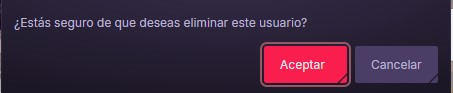 ¿Estás seguro de que deseas eliminar este usuario?
Aceptar Cancelar